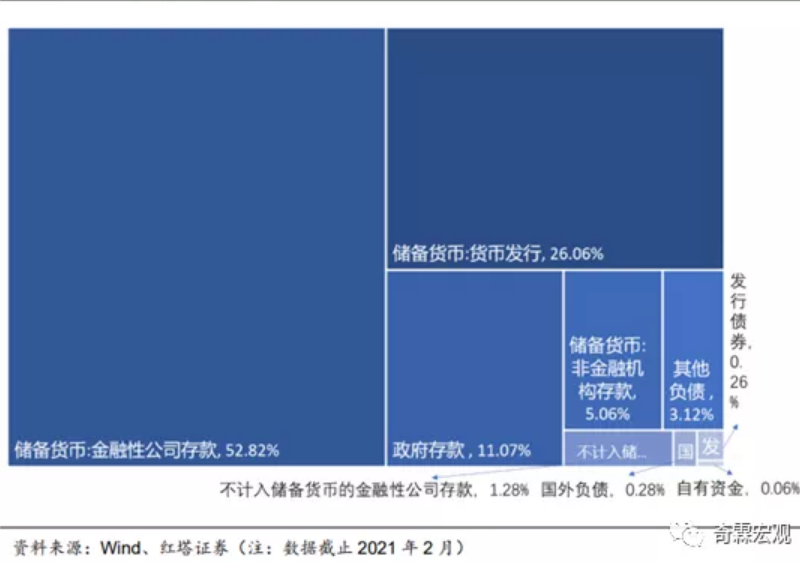 储备货币:货币发行, 26.06%
储备货币:金融性公司存款, 52.82%
政府存款, 11.07%
储备货币:
非金融机
构存款,
5.06%
其他
负债,
3.12%
发
行
债
券,
0.
26
%
不计入储...
国
发
不计入储备货币的金融性公司存款, 1.28%
国外负债, 0.28%
自有资金, 0.06%
资料来源：Wind、红塔证券（注：数据截止 2021 年 2 月）
奇霖宏观